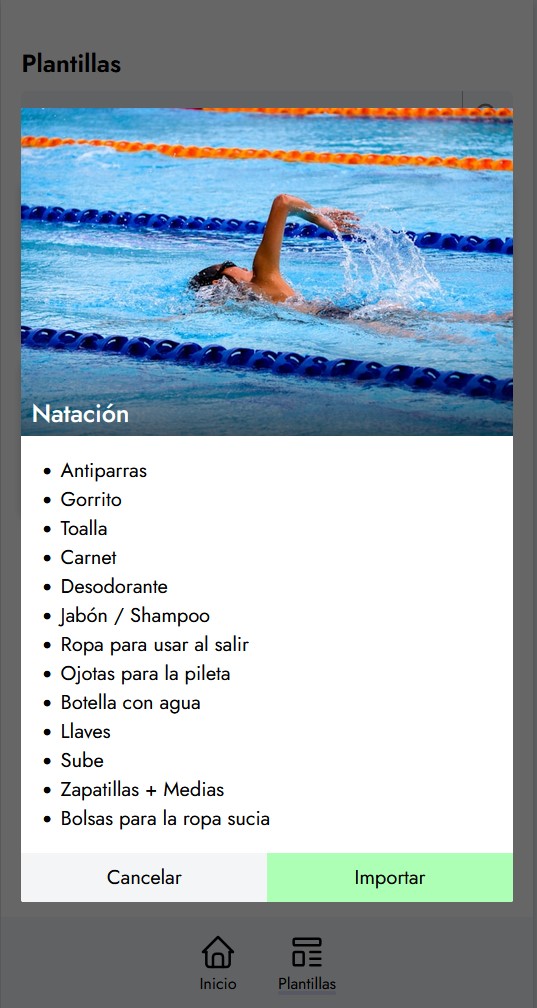 Plantillas
Natación
Antiparras
Gorrito
Toalla
Carnet
Desodorante
Jabón / Shampoo
Ropa para usar al salir
Ojotas para la pileta
Botella con agua
Llaves
Sube
Zapatillas + Medias
Bolsas para la ropa sucia
Cancelar
Importar
Inicio
Plantillas